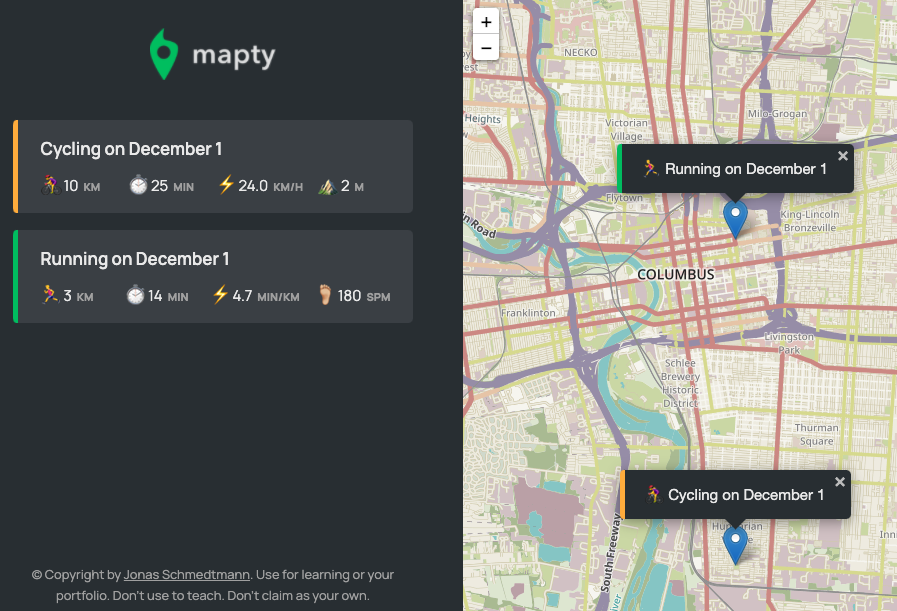 mapty
Cycling on December 1
10 KM 25 MIN 24.0 KM/H 2 M
Running on December 1
3 KM 14 MIN 4.7 MIN/KM 180 SPM
© Copyright by Jonas Schmedtmann. Use for learning or your
portfolio. Don't use to teach. Don't claim as your own.
+
−
NECKO
Heights
Victorian
Village
Milo-Grogan
Running on December 1
×
Flytown
King-Lincoln
Bronzeville
in Road
COLUMBUS
Franklinton
Livingston
Park
Schlee
Brewery
Historic
District
Thurman
Square
Cycling on December 1
×
South Freeway